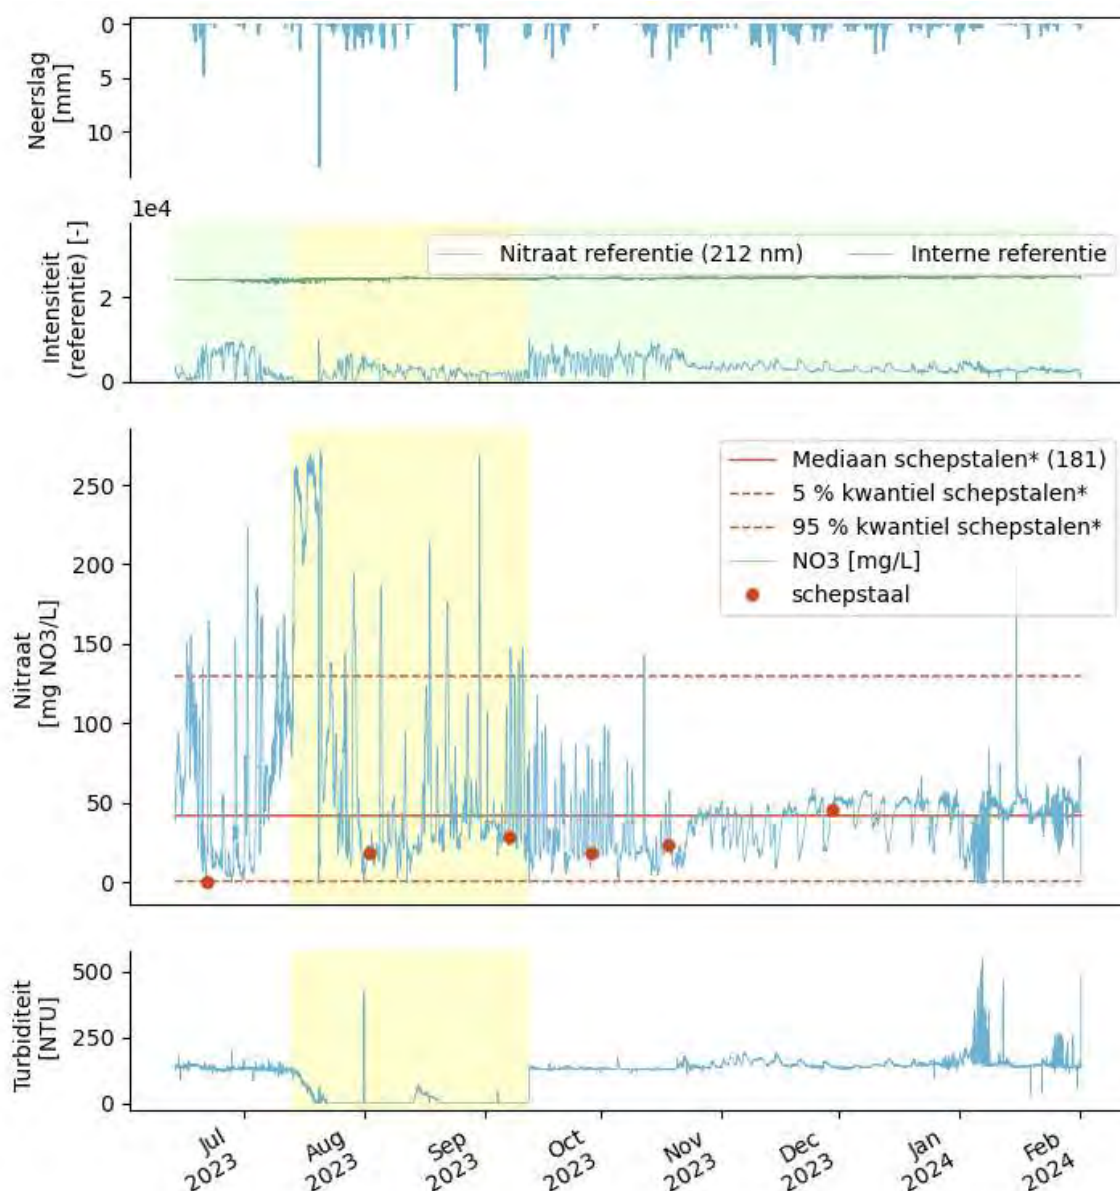 0
5
10
Neerslag
[mm]
1e4
Nitraat referentie (212 nm)
Interne referentie
2
0
Intensiteit
(referentie) [-]
250
200
150
100
50
0
Nitraat
[mg NO3/L]
Mediaan schepstalen* (181)
5 % kwantiel schepstalen*
95 % kwantiel schepstalen*
NO3 [mg/L]
schepstaal
500
250
0
Turbiditeit
[NTU]
Jul
2023
Aug
2023
Sep
2023
Oct
2023
Nov
2023
Dec
2023
Jan
2024
Feb
2024